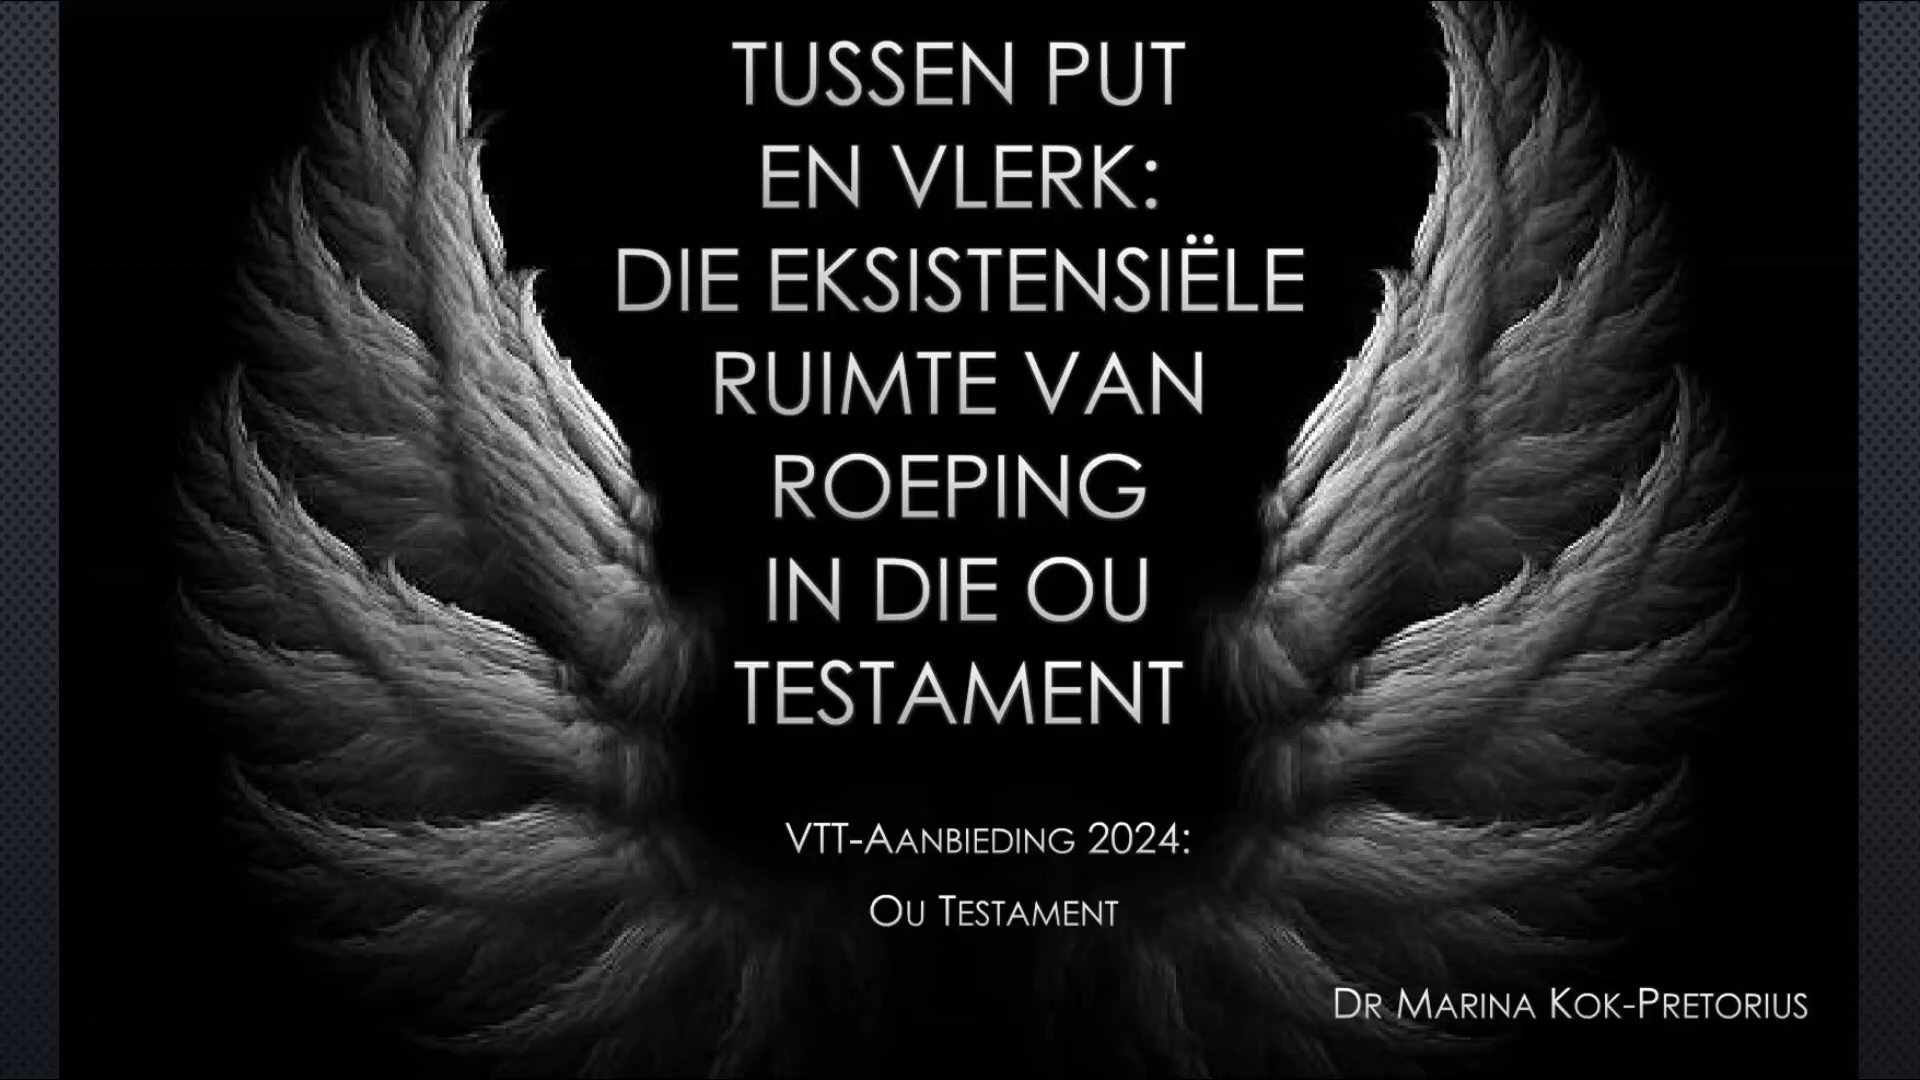 TUSSEN PUT
EN VLERK:
DIE EKSISTENSIËLE
RUIMTE VAN
ROEPING
IN DIE OU
TESTAMENT
VTT-AANBIEDING 2024:
OU TESTAMENT
DR MARINA KOK-PRETORIUS